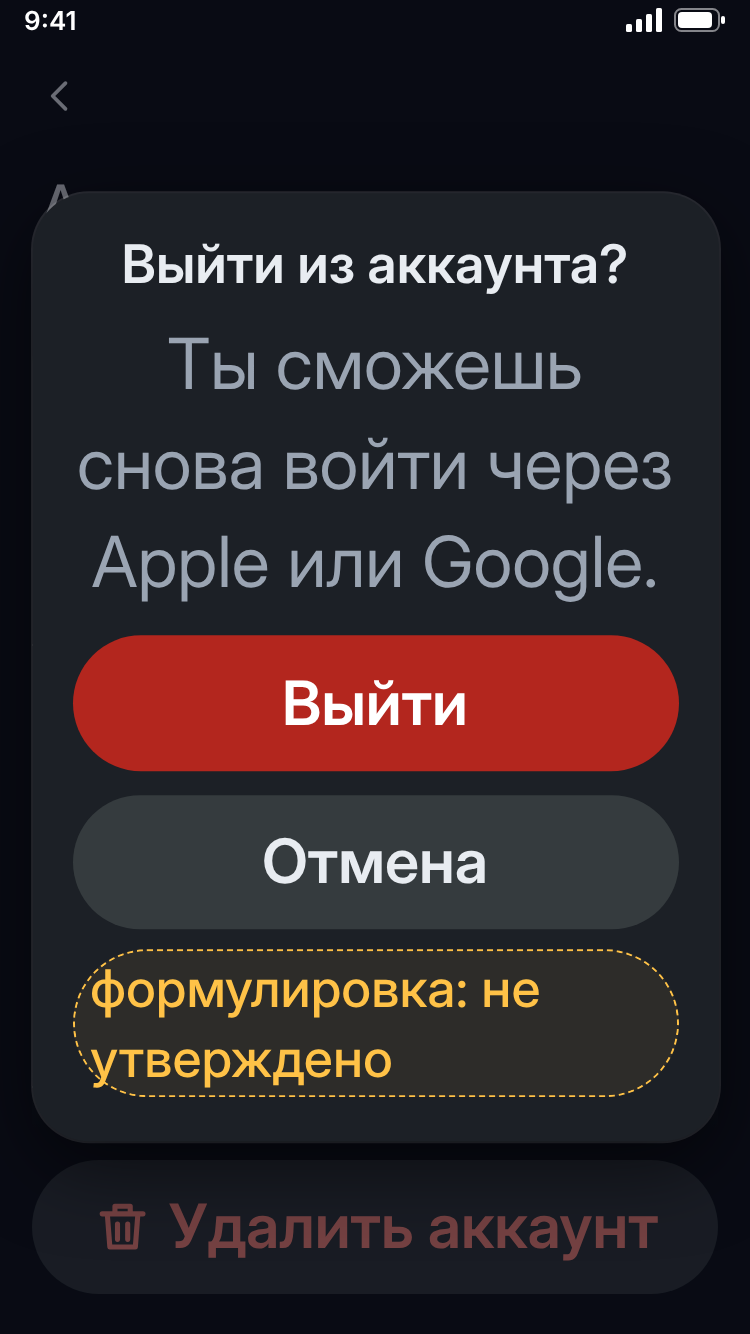 9:41
Выйти из аккаунта?
Ты сможешь
снова войти через
Apple или Google.
Выйти
Отмена
формулировка: не
утверждено
Удалить аккаунт